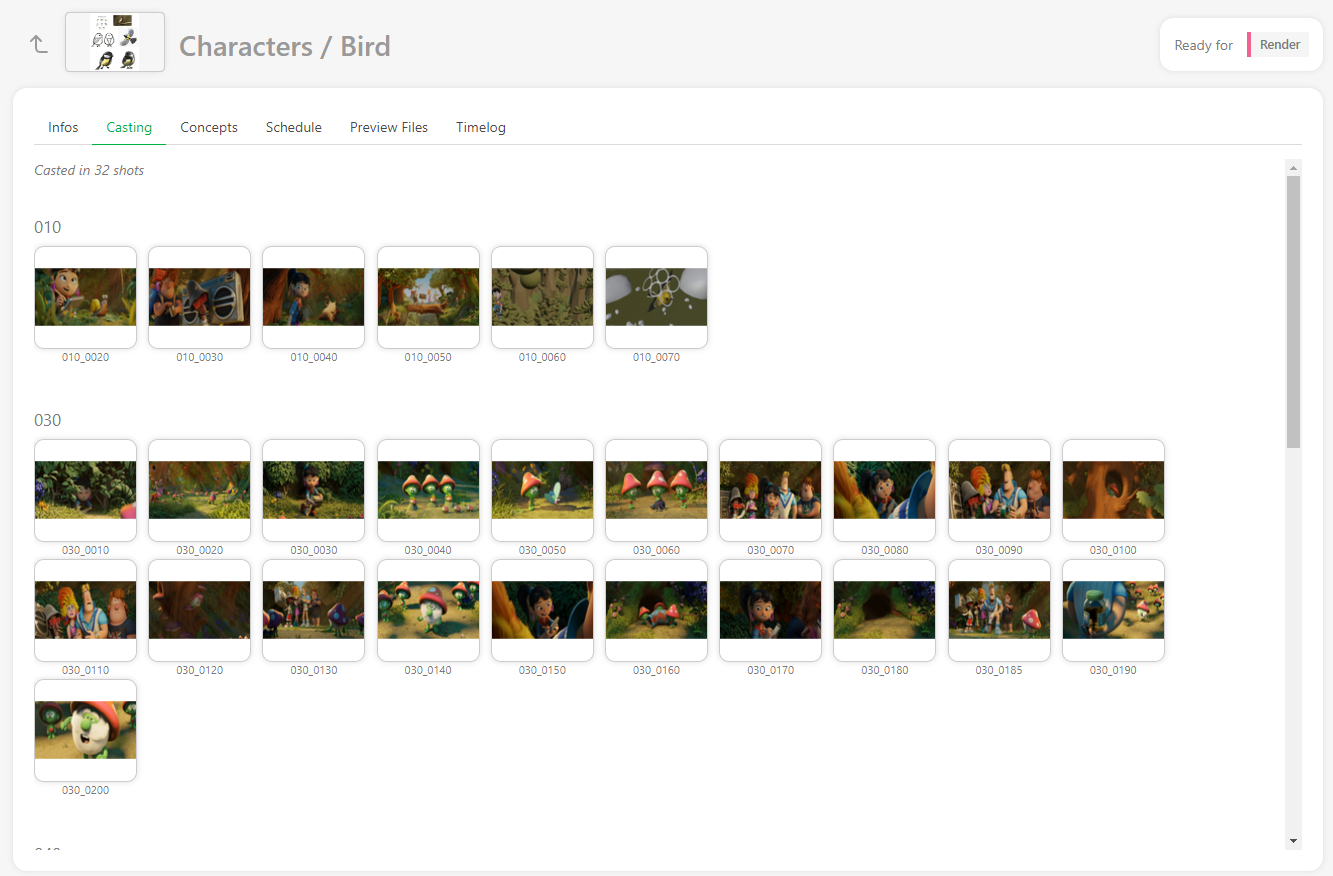 Characters / Bird
Ready for Render
Infos Casting Concepts Schedule Preview Files Timelog
Casted in 32 shots
010
010_0020 010_0030 010_0040 010_0050 010_0060 010_0070
030
030_0010 030_0020 030_0030 030_0040 030_0050 030_0060 030_0070 030_0080 030_0090 030_0100
030_0110 030_0120 030_0130 030_0140 030_0150 030_0160 030_0170 030_0180 030_0185 030_0190
030_0200